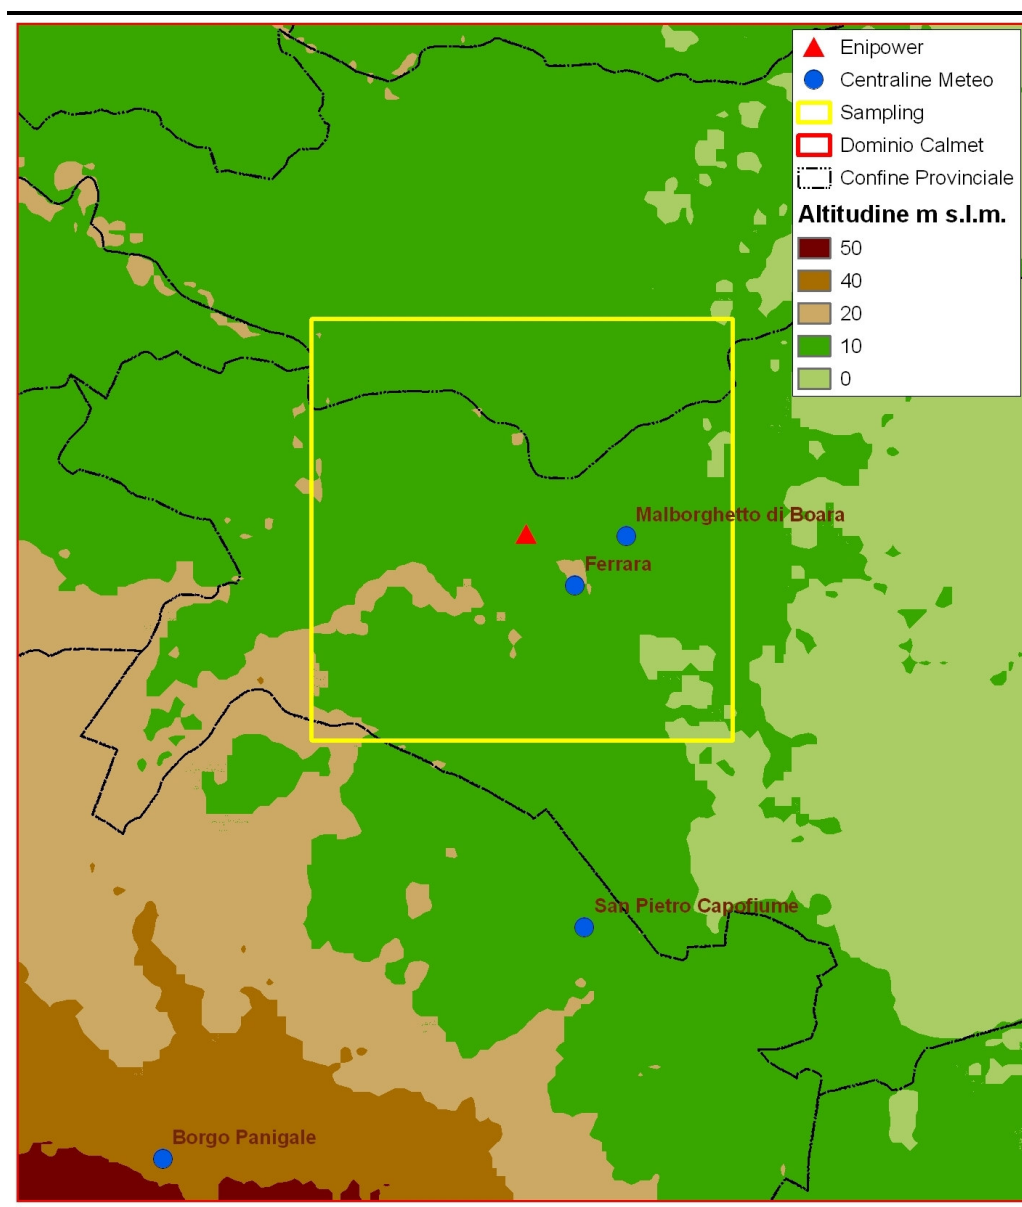 Enipower
Centraline Meteo
Sampling
Dominio Calmet
Confine Provinciale
Altitudine m s.l.m.
50
40
20
10
0
Malborghetto di Boara
Ferrara
San Pietro Capofiume
Borgo Panigale